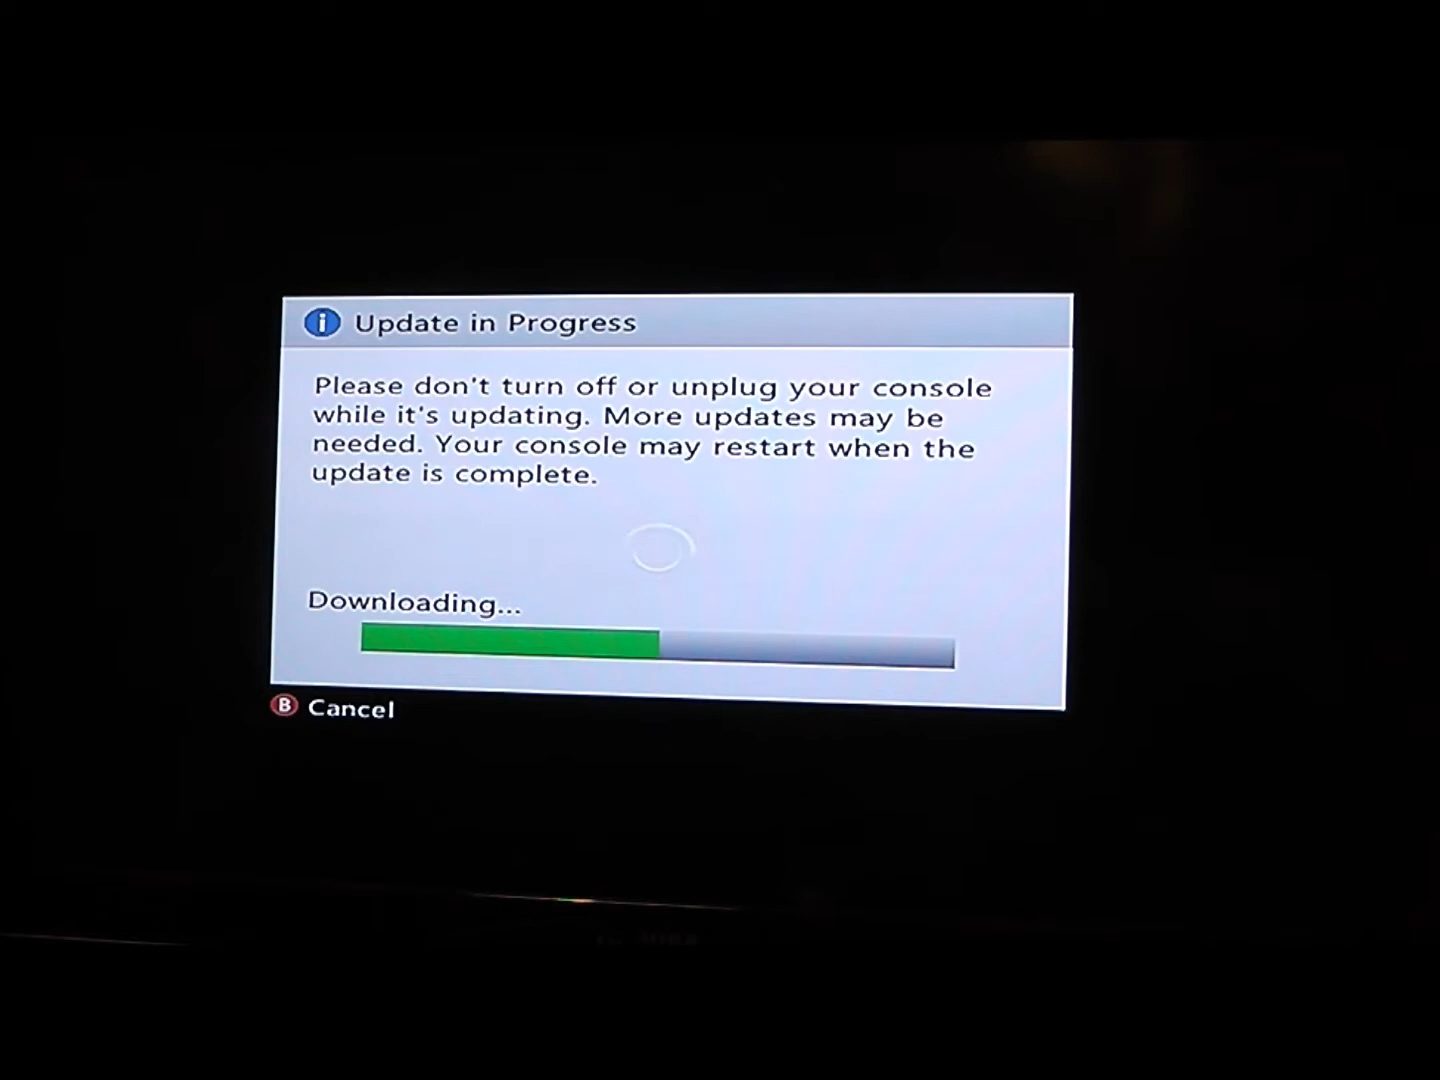 i Update in Progress
Please don't turn off or unplug your console
while it's updating. More updates may be
needed. Your console may restart when the
update is complete.
Downloading...
B Cancel